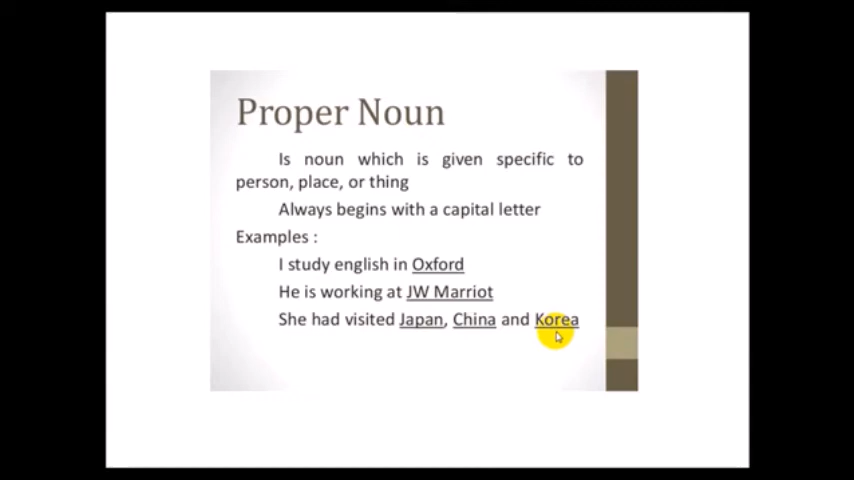 Proper Noun
Is noun which is given specific to
person, place, or thing
Always begins with a capital letter
Examples :
I study english in Oxford
He is working at JW Marriot
She had visited Japan, China and Korea